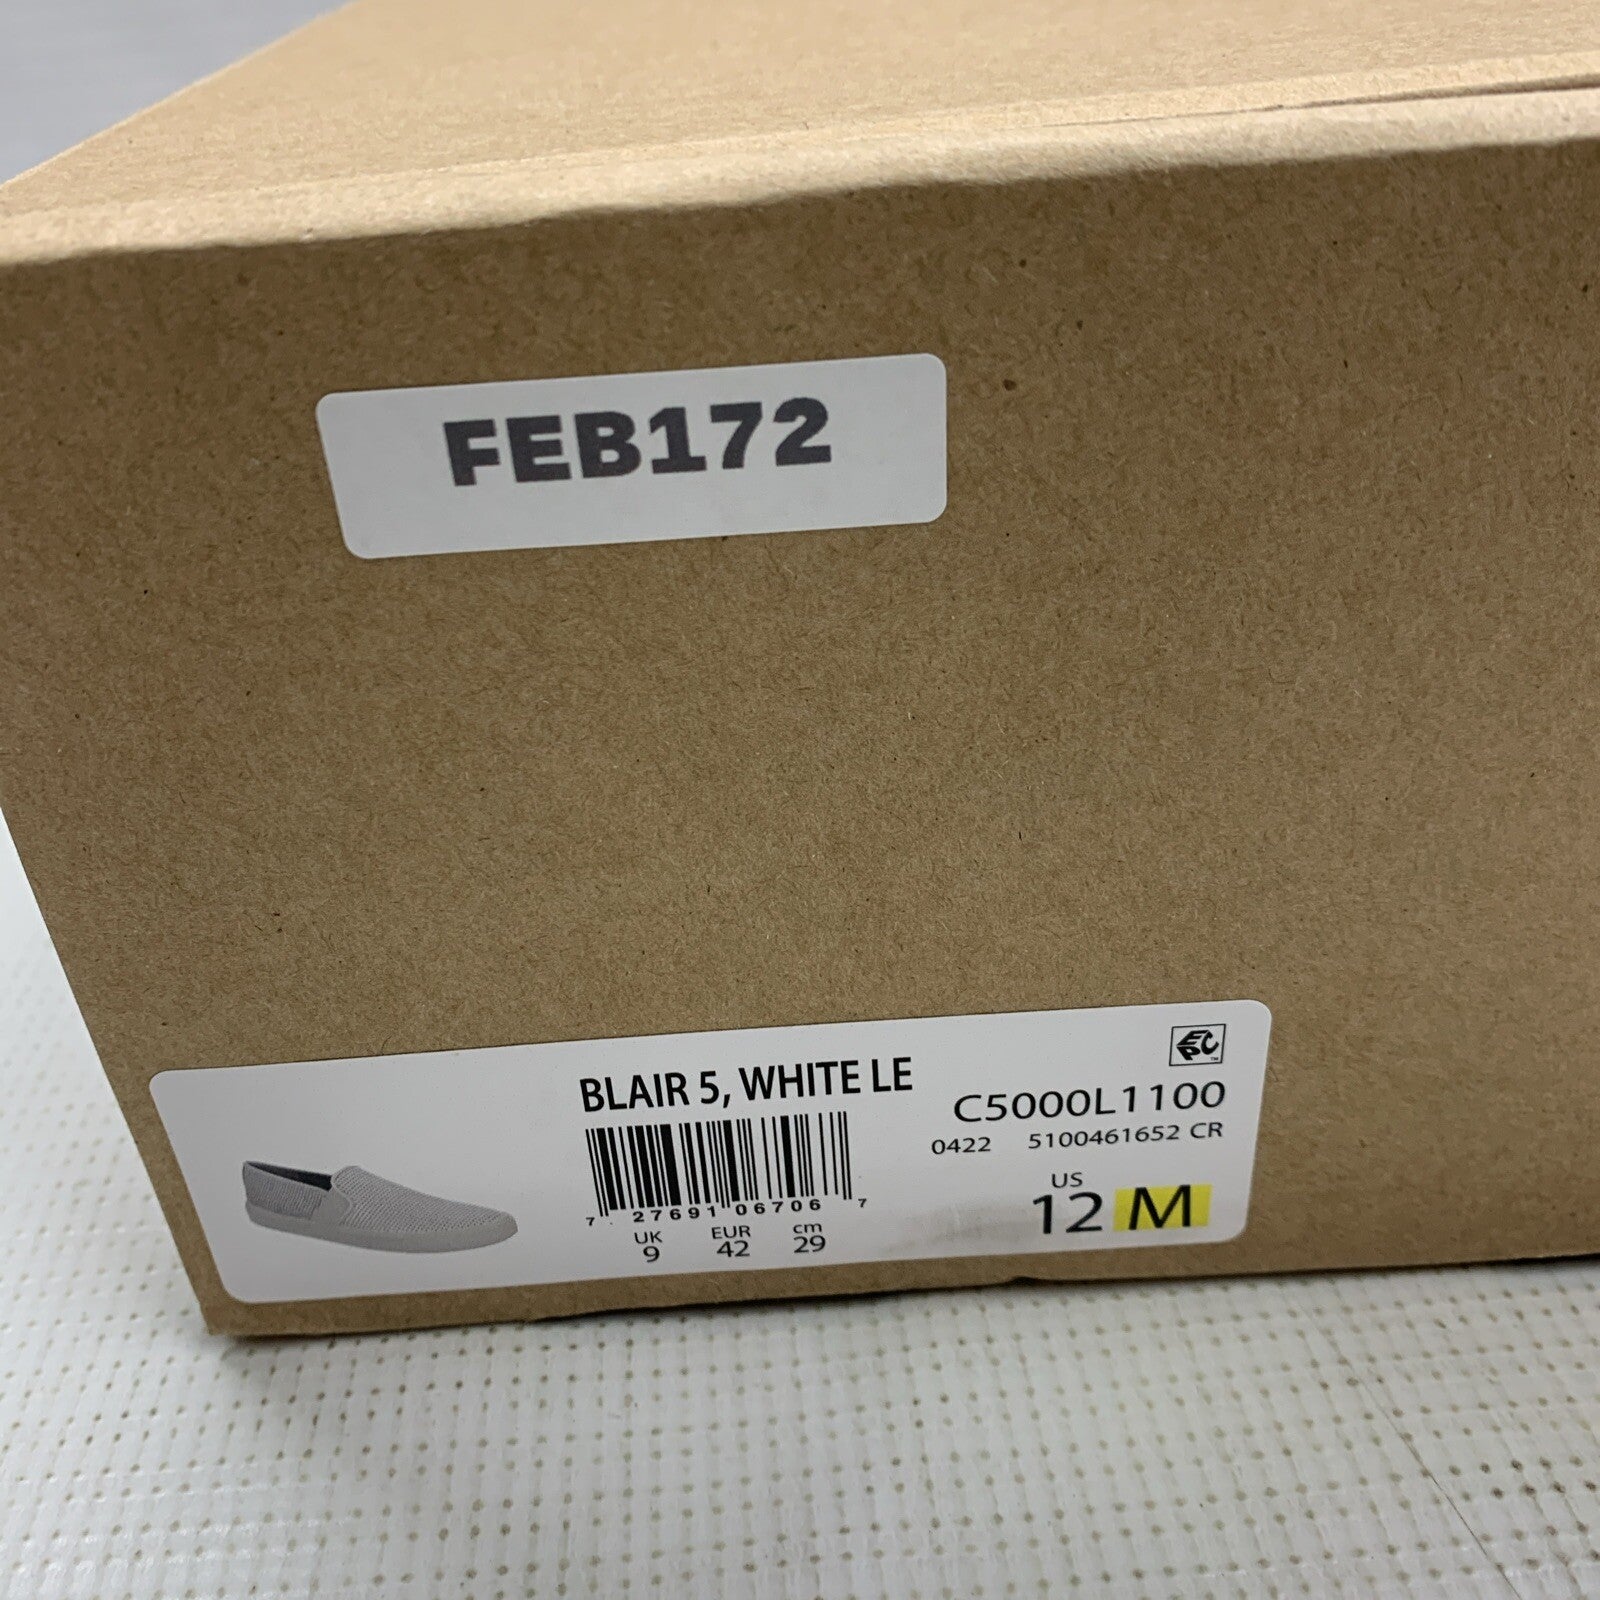 FEB172
BLAIR 5, WHITE LE
EPC™
C5000L1100
0422 5100461652 CR
7 27691 06706 7
UK EUR cm
9 42 29
US
12 M